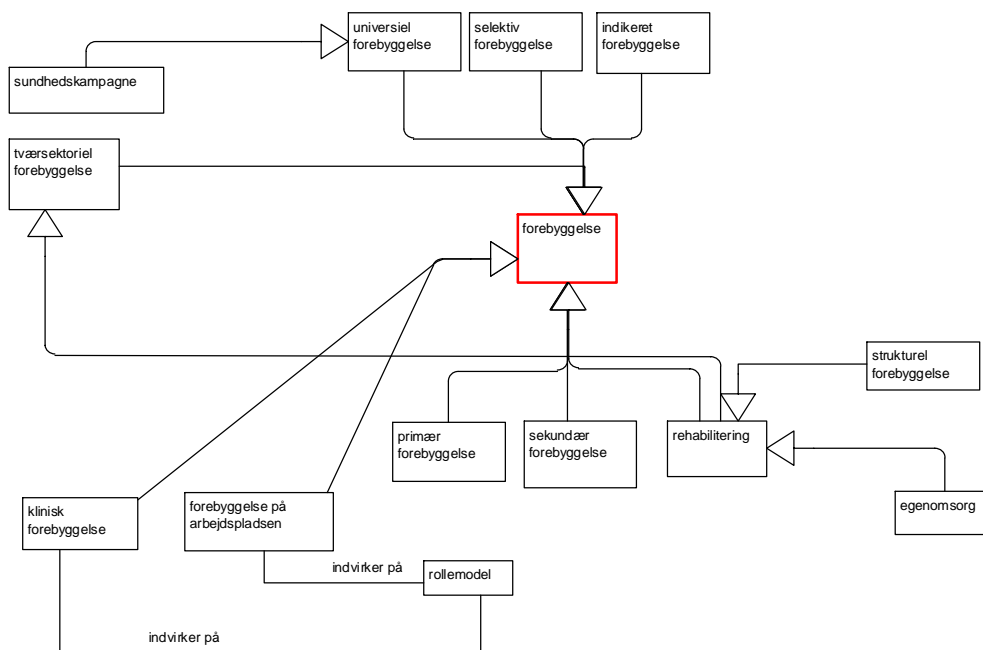 universiel
forebyggelse
selektiv
forebyggelse
indikeret
forebyggelse
sundhedskampagne
tværsektoriel
forebyggelse
forebyggelse
strukturel
forebyggelse
primær
forebyggelse
sekundær
forebyggelse
rehabilitering
klinisk
forebyggelse
forebyggelse på
arbejdspladsen
egenomsorg
indvirker på
rollemodel
indvirker på